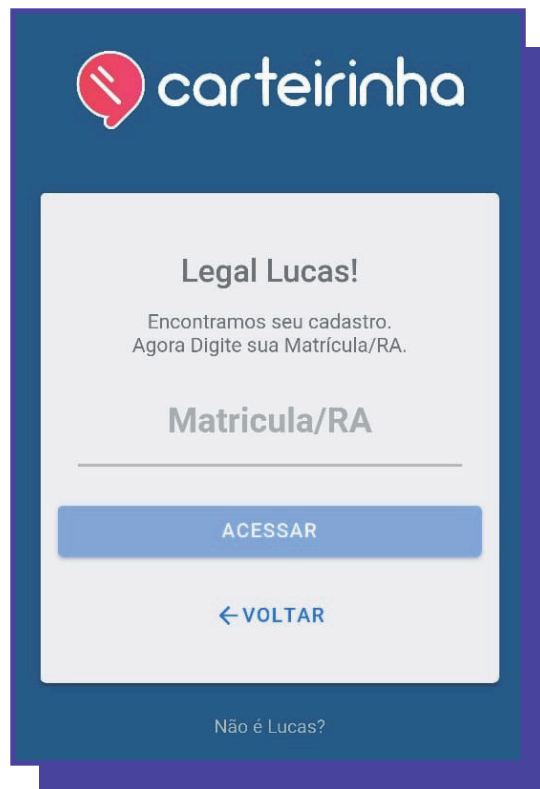 carteirinha
Legal Lucas!
Encontramos seu cadastro.
Agora Digite sua Matrícula/RA.
Matricula/RA
ACESSAR
←VOLTAR
Não é Lucas?